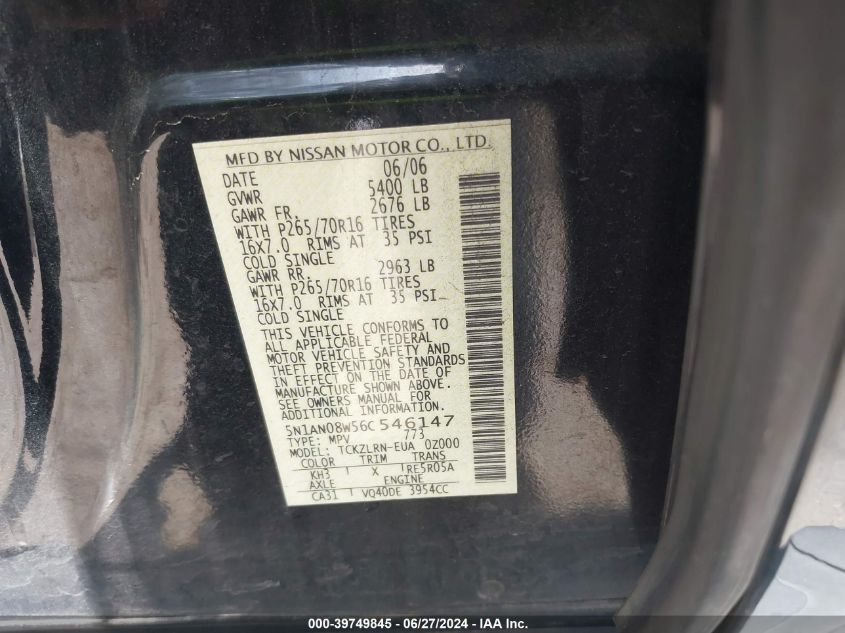 MFD BY NISSAN MOTOR CO., LTD.
DATE 06/06
GVWR 5400 LB
GAWR FR. 2676 LB
WITH P265/70R16 TIRES
16X7.0 RIMS AT 35 PSI
COLD SINGLE
GAWR RR. 2963 LB
WITH P265/70R16 TIRES
16X7.0 RIMS AT 35 PSI
COLD SINGLE
THIS VEHICLE CONFORMS TO
ALL APPLICABLE FEDERAL
MOTOR VEHICLE SAFETY AND
THEFT PREVENTION STANDARDS
IN EFFECT ON THE DATE OF
MANUFACTURE SHOWN ABOVE.
SEE OWNERS MANUAL FOR
ADDITIONAL INFORMATION.
5N1AN08W56C546147
TYPE: MPV 773
MODEL: TCKZLRN-EUA 0Z000
COLOR TRIM TRANS
KH3 X RE5R05A
AXLE ENGINE
CA31 VQ40DE 3954CC
000-39749845 - 06/27/2024 - IAA Inc.